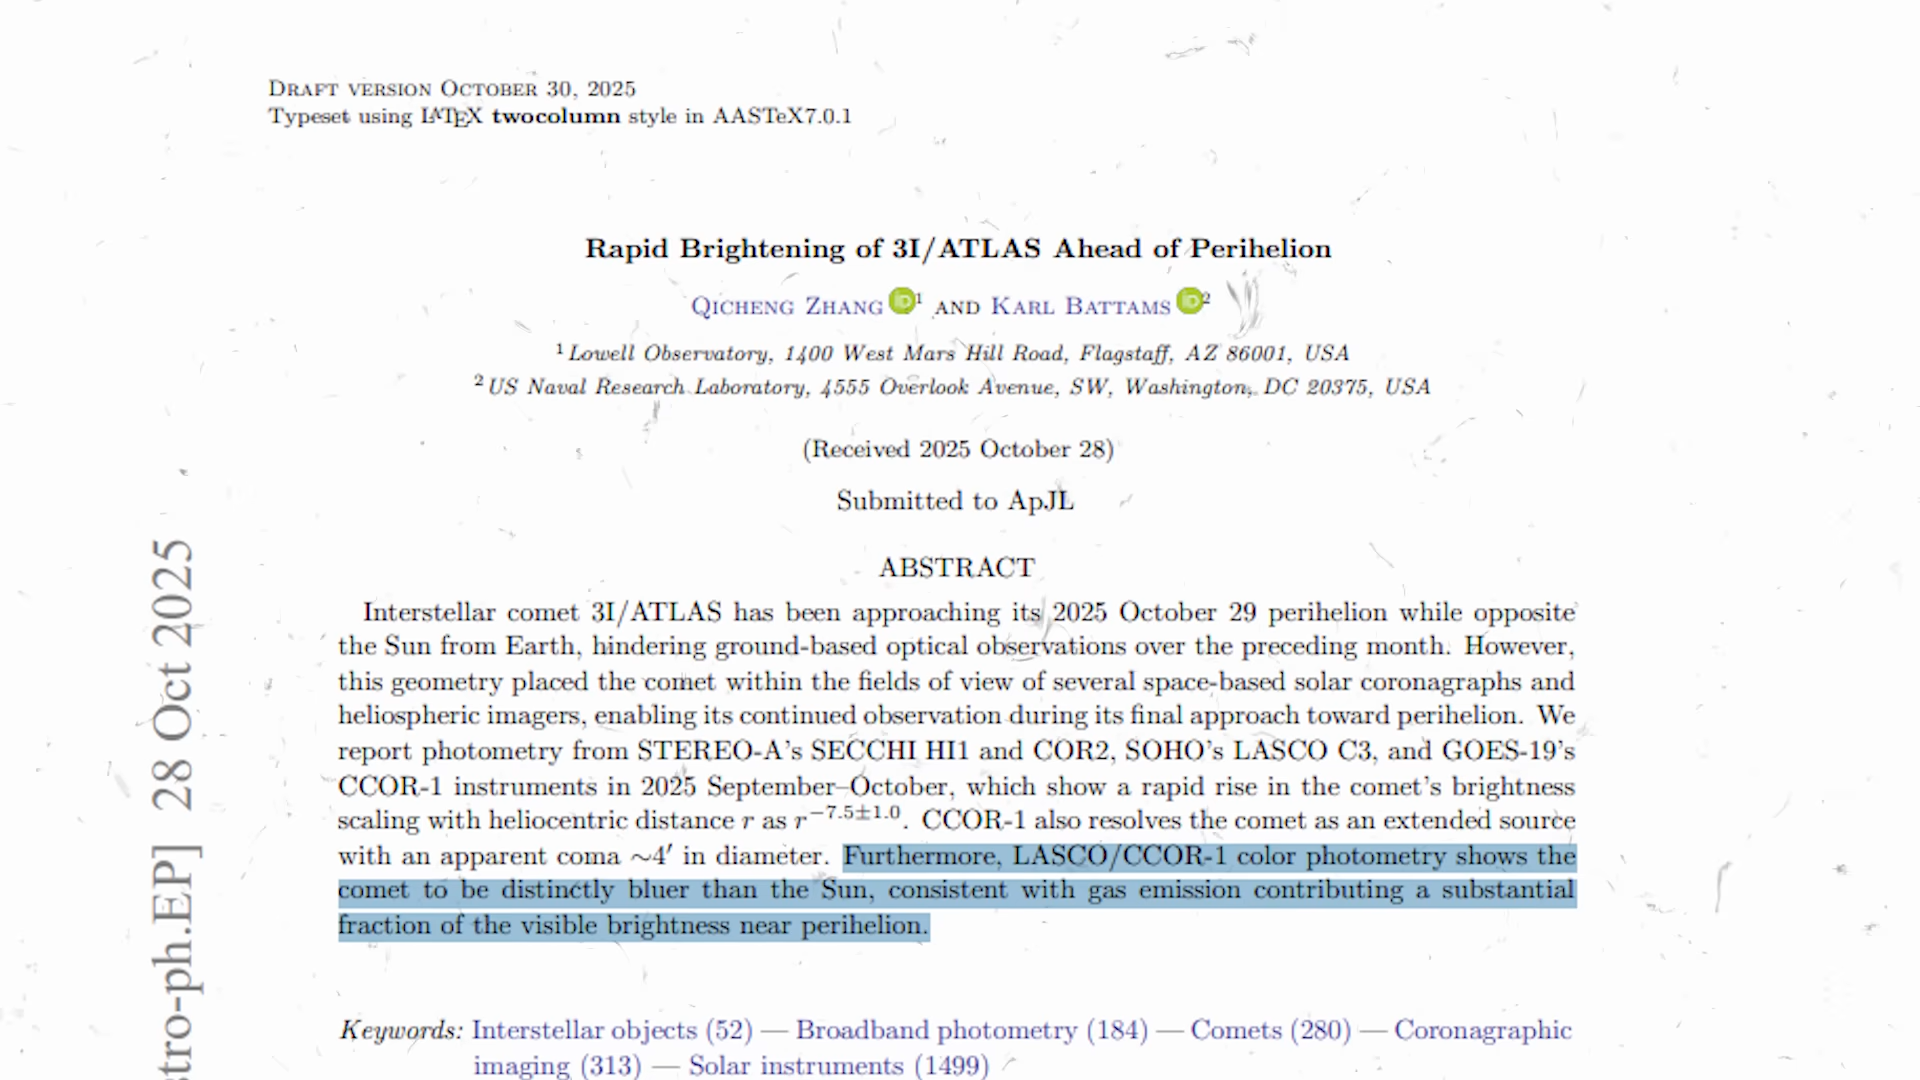 DRAFT VERSION OCTOBER 30, 2025
Typeset using LATEX twocolumn style in AASTeX7.0.1
Rapid Brightening of 3I/ATLAS Ahead of Perihelion
QICHENG ZHANG iD 1 AND KARL BATTAMS iD 2
1 Lowell Observatory, 1400 West Mars Hill Road, Flagstaff, AZ 86001, USA
2 US Naval Research Laboratory, 4555 Overlook Avenue, SW, Washington, DC 20375, USA
(Received 2025 October 28)
Submitted to ApJL
ABSTRACT
Interstellar comet 3I/ATLAS has been approaching its 2025 October 29 perihelion while opposite
the Sun from Earth, hindering ground-based optical observations over the preceding month. However,
this geometry placed the comet within the fields of view of several space-based solar coronagraphs and
heliospheric imagers, enabling its continued observation during its final approach toward perihelion. We
report photometry from STEREO-A's SECCHI HI1 and COR2, SOHO's LASCO C3, and GOES-19's
CCOR-1 instruments in 2025 September–October, which show a rapid rise in the comet's brightness
scaling with heliocentric distance r as r−7.5±1.0. CCOR-1 also resolves the comet as an extended source
with an apparent coma ∼4′ in diameter. Furthermore, LASCO/CCOR-1 color photometry shows the
comet to be distinctly bluer than the Sun, consistent with gas emission contributing a substantial
fraction of the visible brightness near perihelion.
Keywords: Interstellar objects (52) — Broadband photometry (184) — Comets (280) — Coronagraphic
imaging (313) — Solar instruments (1499)
stro-ph.EP] 28 Oct 2025